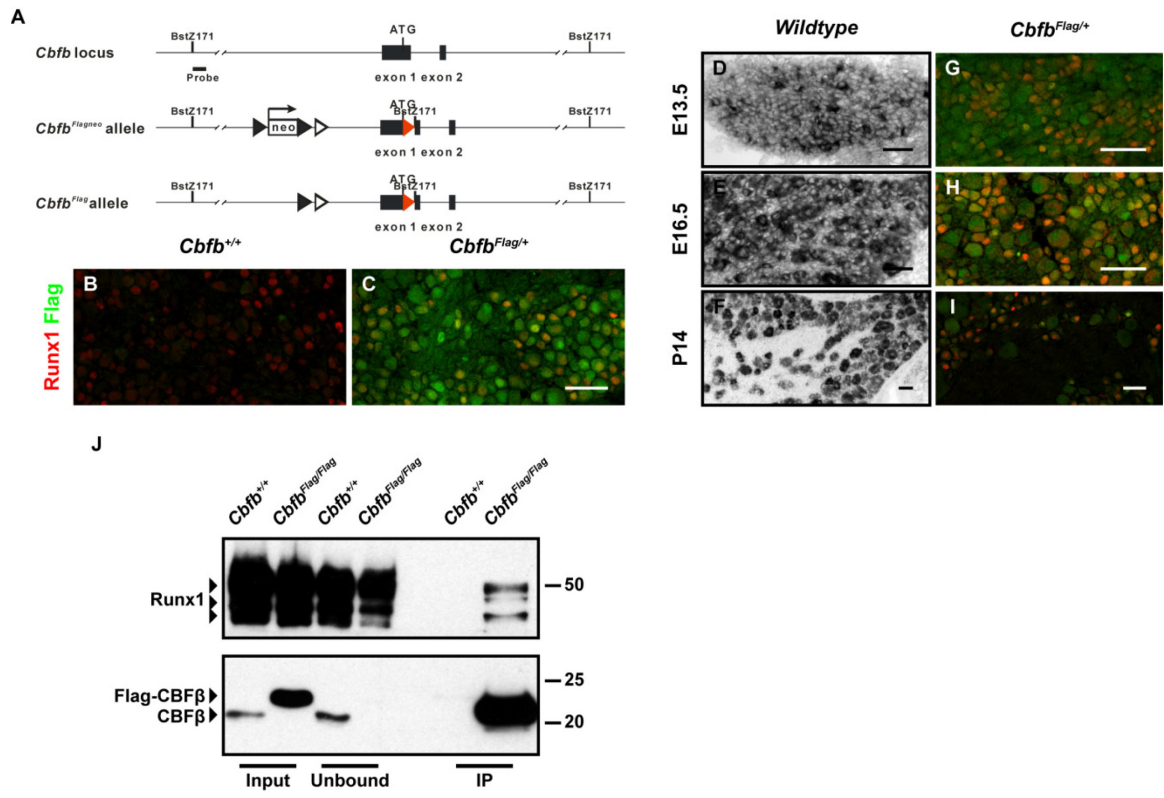 A
BstZ171
ATG
BstZ171
Cbfb locus
Probe
exon 1 exon 2
BstZ171
ATG
BstZ171
BstZ171
Cbfb^Flagneo allele
neo
exon 1 exon 2
BstZ171
ATG
BstZ171
BstZ171
Cbfb^Flag allele
exon 1 exon 2
Cbfb^+/+
Cbfb^Flag/+
Runx1 Flag
B
C
Wildtype
Cbfb^Flag/+
E13.5
D
G
E16.5
E
H
P14
F
I
J
Cbfb^+/+
Cbfb^Flag/Flag
Cbfb^+/+
Cbfb^Flag/Flag
Cbfb^+/+
Cbfb^Flag/Flag
Runx1
50
Flag-CBFβ
CBFβ
25
20
Input
Unbound
IP